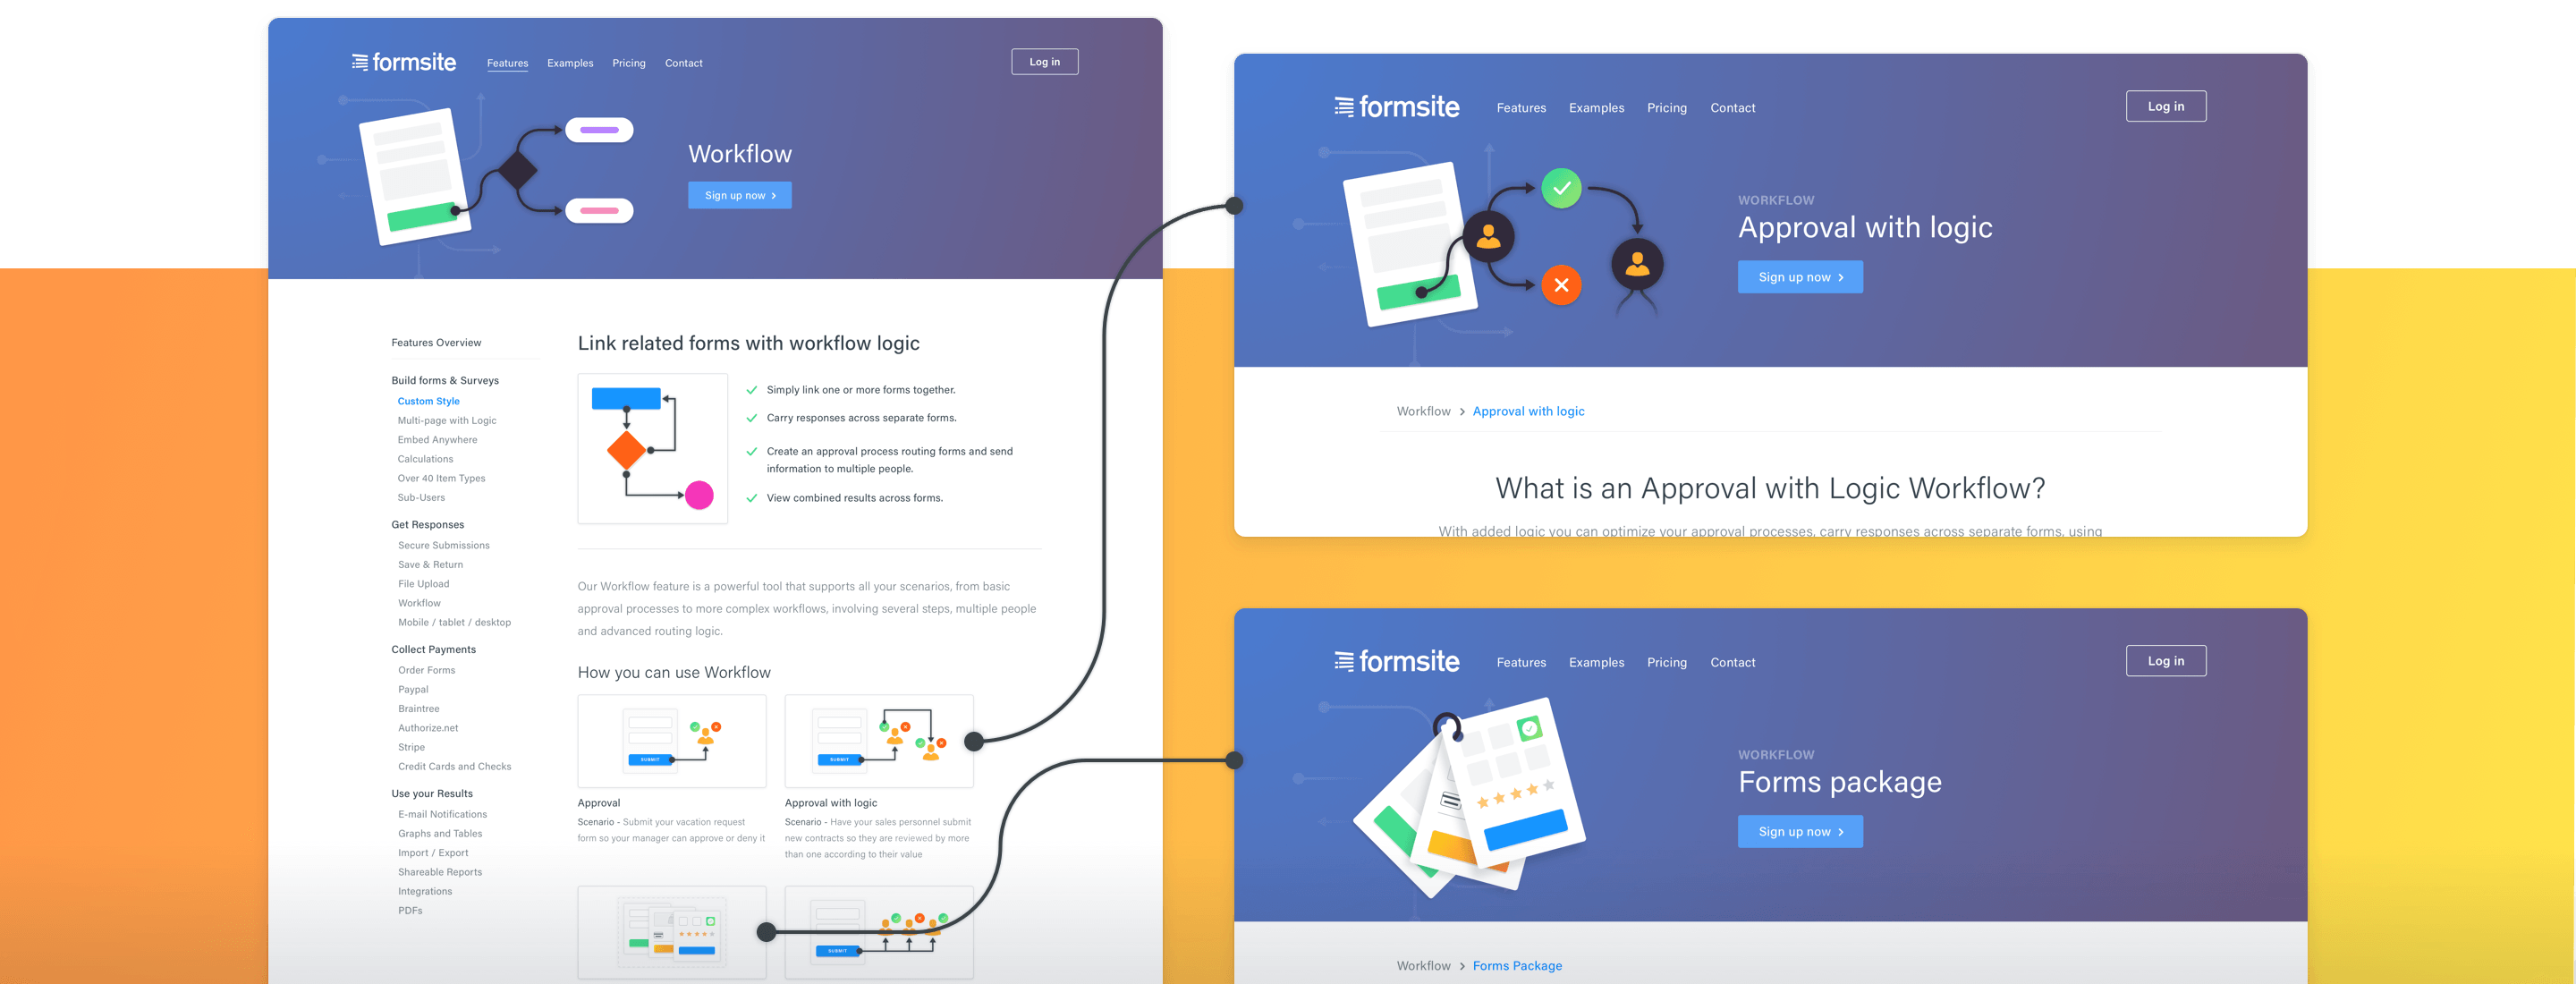 formsite
Features
Examples
Pricing
Contact
Log in
Workflow
Sign up now
Features Overview
Build forms & Surveys
Custom Style
Multi-page with Logic
Embed Anywhere
Calculations
Over 40 Item Types
Sub-Users
Get Responses
Secure Submissions
Save & Return
File Upload
Workflow
Mobile / tablet / desktop
Collect Payments
Order Forms
Paypal
Braintree
Authorize.net
Stripe
Credit Cards and Checks
Use your Results
E-mail Notifications
Graphs and Tables
Import / Export
Shareable Reports
Integrations
PDFs
Link related forms with workflow logic
Simply link one or more forms together.
Carry responses across separate forms.
Create an approval process routing forms and send
information to multiple people.
View combined results across forms.
Our Workflow feature is a powerful tool that supports all your scenarios, from basic
approval processes to more complex workflows, involving several steps, multiple people
and advanced routing logic.
How you can use Workflow
SUBMIT
Approval
Scenario - Submit your vacation request
form so your manager can approve or deny it
SUBMIT
Approval with logic
Scenario - Have your sales personnel submit
new contracts so they are reviewed by more
than one according to their value
SUBMIT
formsite
Features
Examples
Pricing
Contact
Log in
WORKFLOW
Approval with logic
Sign up now
Workflow > Approval with logic
What is an Approval with Logic Workflow?
With added logic you can optimize your approval processes, carry responses across separate forms, using
formsite
Features
Examples
Pricing
Contact
Log in
WORKFLOW
Forms package
Sign up now
Workflow > Forms Package